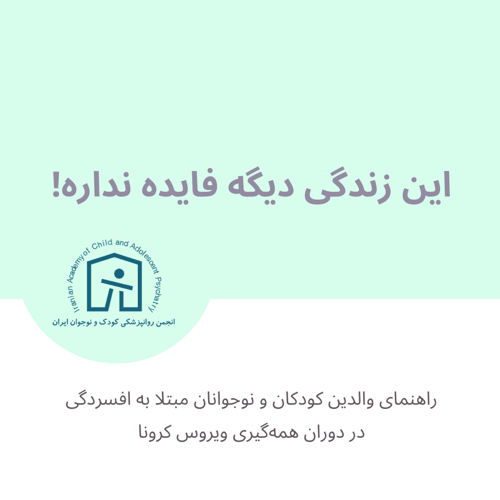 این زندگی دیگه فایده نداره!
Iranian Academy of Child and Adolescent Psychatry
انجمن روانپزشکی کودک و نوجوان ایران
راهنمای والدین کودکان و نوجوانان مبتلا به افسردگی
در دوران همه‌گیری ویروس کرونا